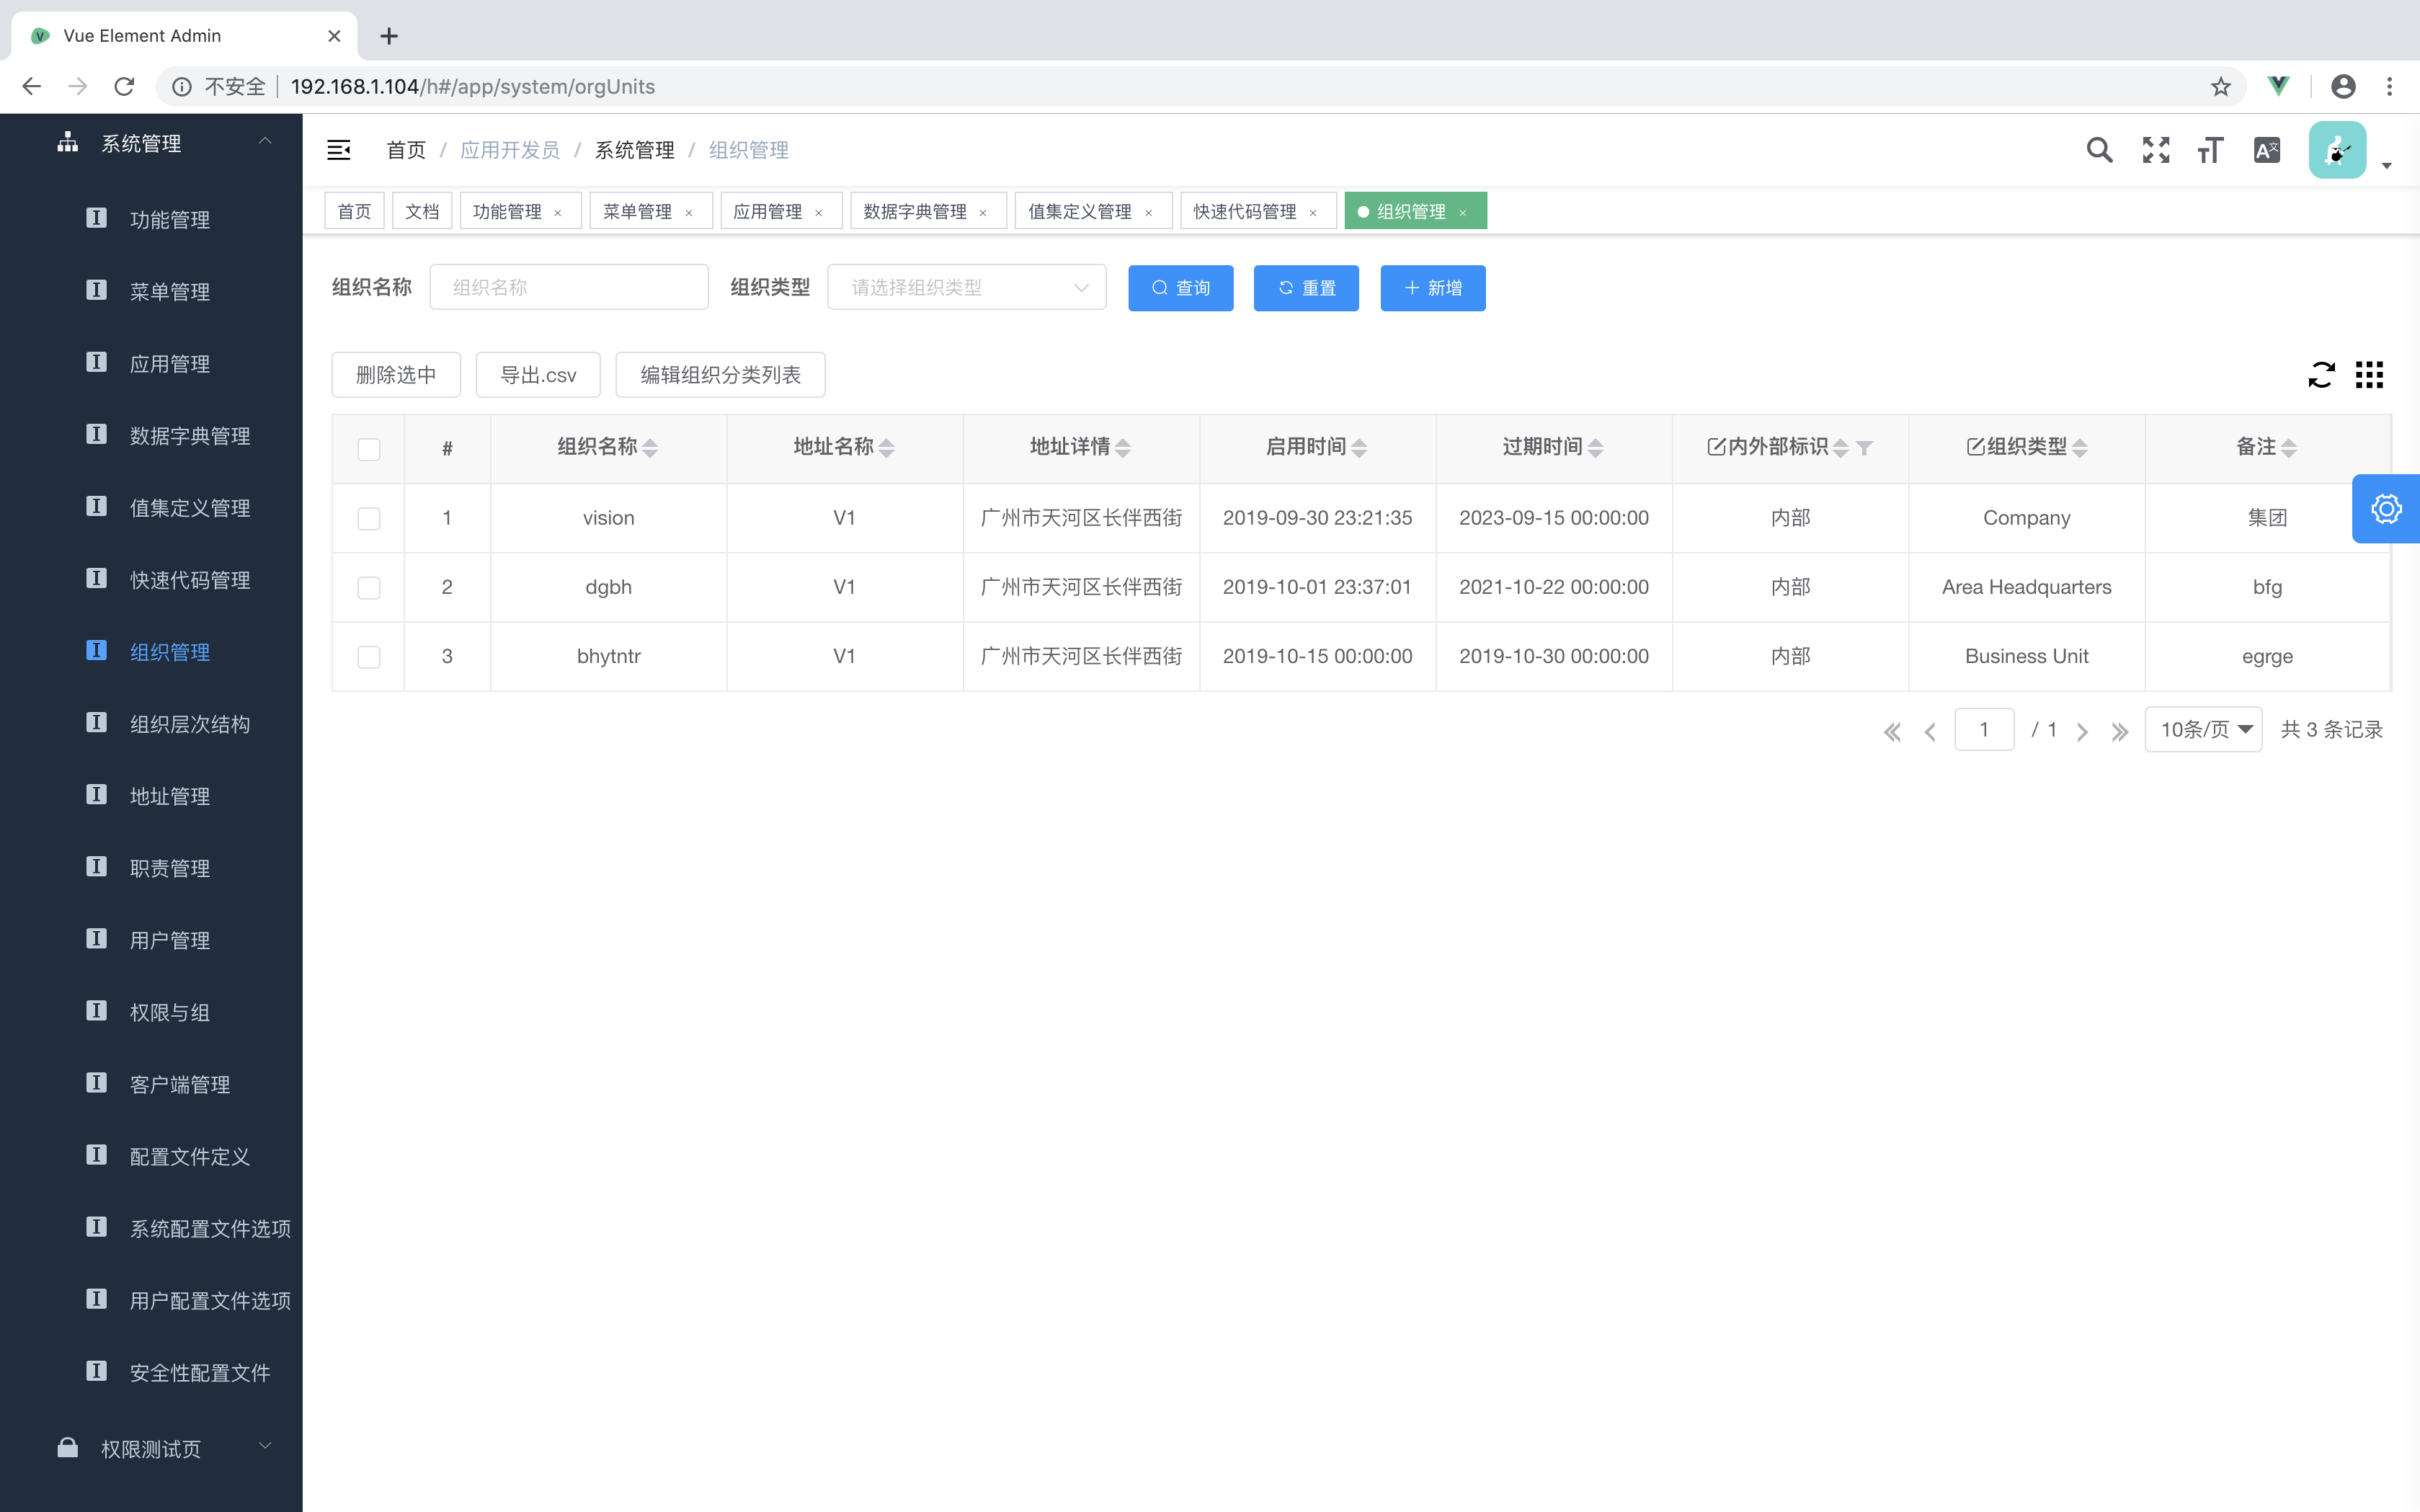 Vue Element Admin
不安全 192.168.1.104/h#/app/system/orgUnits
系统管理
功能管理
菜单管理
应用管理
数据字典管理
值集定义管理
快速代码管理
组织管理
组织层次结构
地址管理
职责管理
用户管理
权限与组
客户端管理
配置文件定义
系统配置文件选项
用户配置文件选项
安全性配置文件
权限测试页
首页 / 应用开发员 / 系统管理 / 组织管理
首页 文档 功能管理 × 菜单管理 × 应用管理 × 数据字典管理 × 值集定义管理 × 快速代码管理 × 组织管理 ×
组织名称 组织名称 组织类型 请选择组织类型 查询 重置 新增
删除选中 导出.csv 编辑组织分类列表
# 组织名称 地址名称 地址详情 启用时间 过期时间 内外部标识 组织类型 备注
1 vision V1 广州市天河区长伴西街 2019-09-30 23:21:35 2023-09-15 00:00:00 内部 Company 集团
2 dgbh V1 广州市天河区长伴西街 2019-10-01 23:37:01 2021-10-22 00:00:00 内部 Area Headquarters bfg
3 bhytntr V1 广州市天河区长伴西街 2019-10-15 00:00:00 2019-10-30 00:00:00 内部 Business Unit egrge
1 / 1 10条/页 共 3 条记录